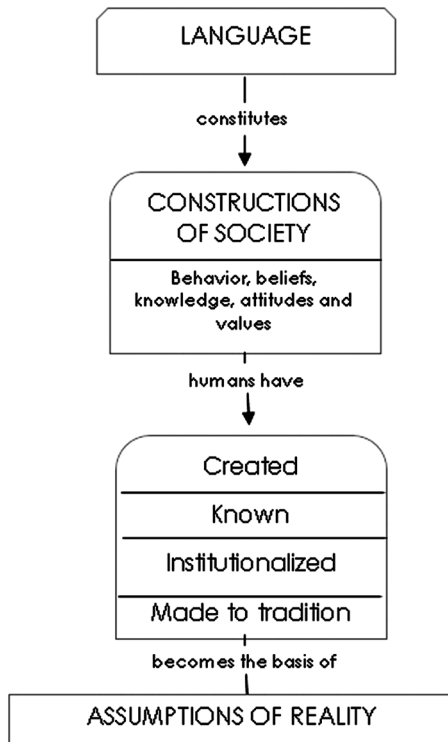 LANGUAGE
constitutes
CONSTRUCTIONS
OF SOCIETY
Behavior, beliefs,
knowledge, attitudes and
values
humans have
Created
Known
Institutionalized
Made to tradition
becomes the basis of
ASSUMPTIONS OF REALITY